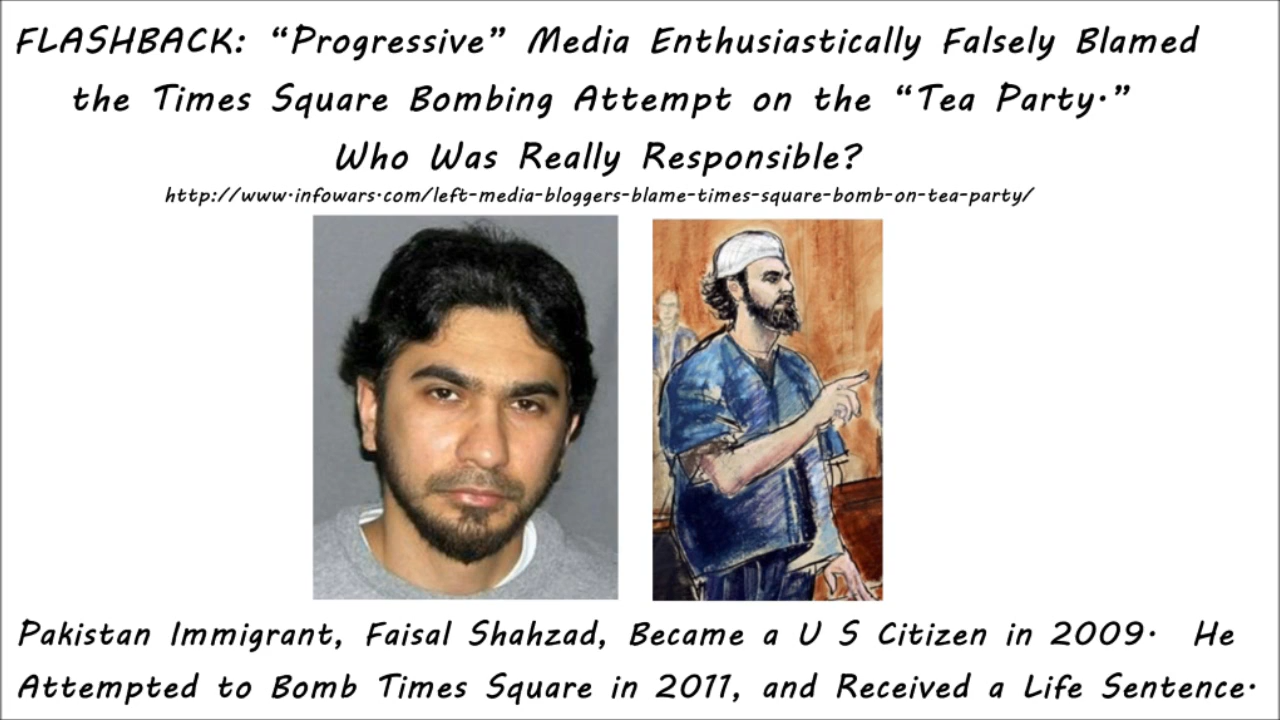 FLASHBACK: “Progressive” Media Enthusiastically Falsely Blamed
the Times Square Bombing Attempt on the “Tea Party.”
Who Was Really Responsible?
http://www.infowars.com/left-media-bloggers-blame-times-square-bomb-on-tea-party/
Pakistan Immigrant, Faisal Shahzad, Became a U S Citizen in 2009. He
Attempted to Bomb Times Square in 2011, and Received a Life Sentence.